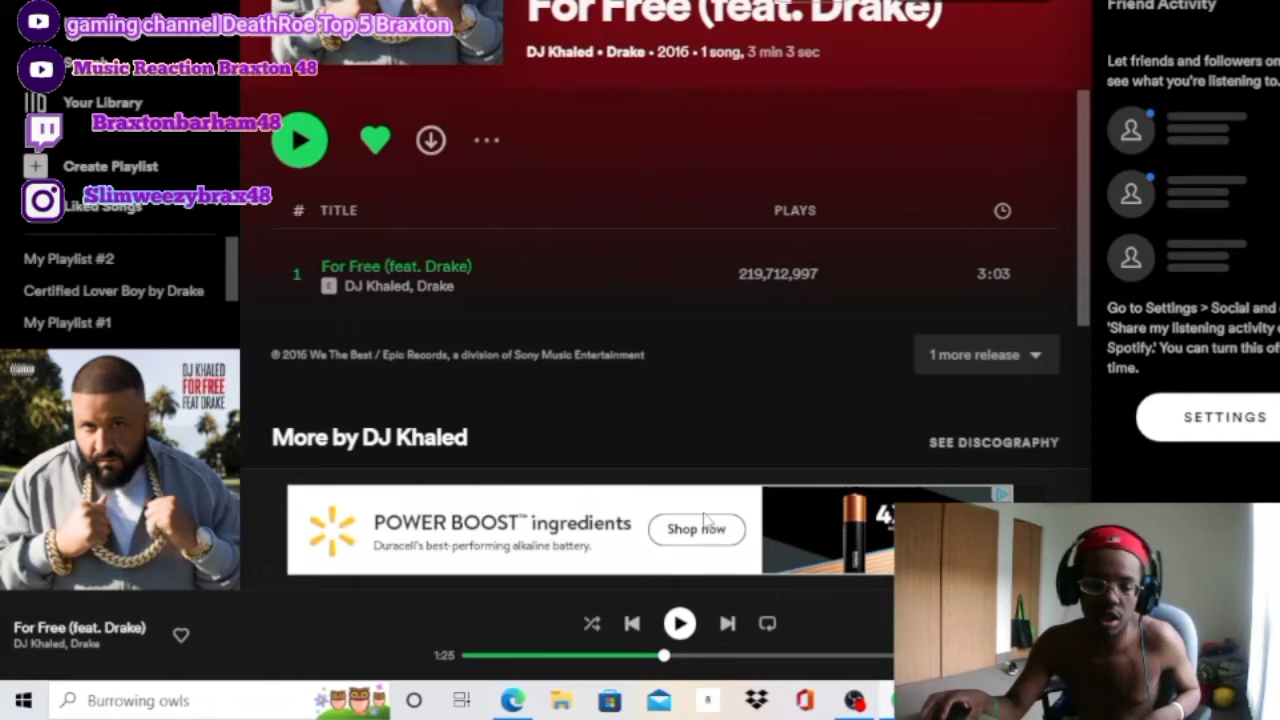 gaming channel DeathRoe Top 5 Braxton
Music Reaction Braxton 48
Your Library
Braxtonbarham48
Create Playlist
Slimweezybrax48
Liked Songs
My Playlist #2
Certified Lover Boy by Drake
My Playlist #1
DJ KHALED
FOR FREE
FEAT DRAKE
For Free (feat. Drake)
DJ Khaled, Drake
For Free (feat. Drake)
DJ Khaled • Drake • 2016 • 1 song, 3 min 3 sec
# TITLE PLAYS
1 For Free (feat. Drake) 219,712,997 3:03
E DJ Khaled, Drake
℗ 2016 We The Best / Epic Records, a division of Sony Music Entertainment
1 more release
More by DJ Khaled
SEE DISCOGRAPHY
POWER BOOST™ ingredients
Duracell's best-performing alkaline battery.
Shop now
1:25
Friend Activity
Let friends and followers on
see what you're listening to.
Go to Settings > Social and
'Share my listening activity
Spotify.' You can turn this of
time.
SETTINGS
Burrowing owls